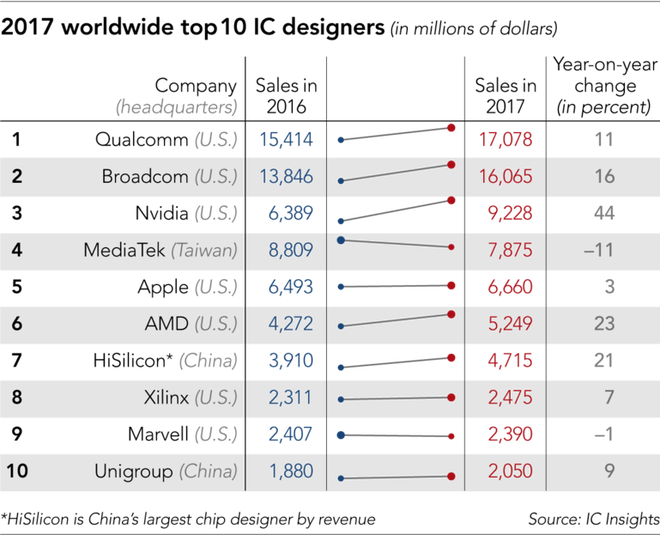 2017 worldwide top 10 IC designers (in millions of dollars)
Company (headquarters) Sales in 2016 Sales in 2017 Year-on-year change (in percent)
1 Qualcomm (U.S.) 15,414 17,078 11
2 Broadcom (U.S.) 13,846 16,065 16
3 Nvidia (U.S.) 6,389 9,228 44
4 MediaTek (Taiwan) 8,809 7,875 –11
5 Apple (U.S.) 6,493 6,660 3
6 AMD (U.S.) 4,272 5,249 23
7 HiSilicon* (China) 3,910 4,715 21
8 Xilinx (U.S.) 2,311 2,475 7
9 Marvell (U.S.) 2,407 2,390 –1
10 Unigroup (China) 1,880 2,050 9
*HiSilicon is China's largest chip designer by revenue Source: IC Insights